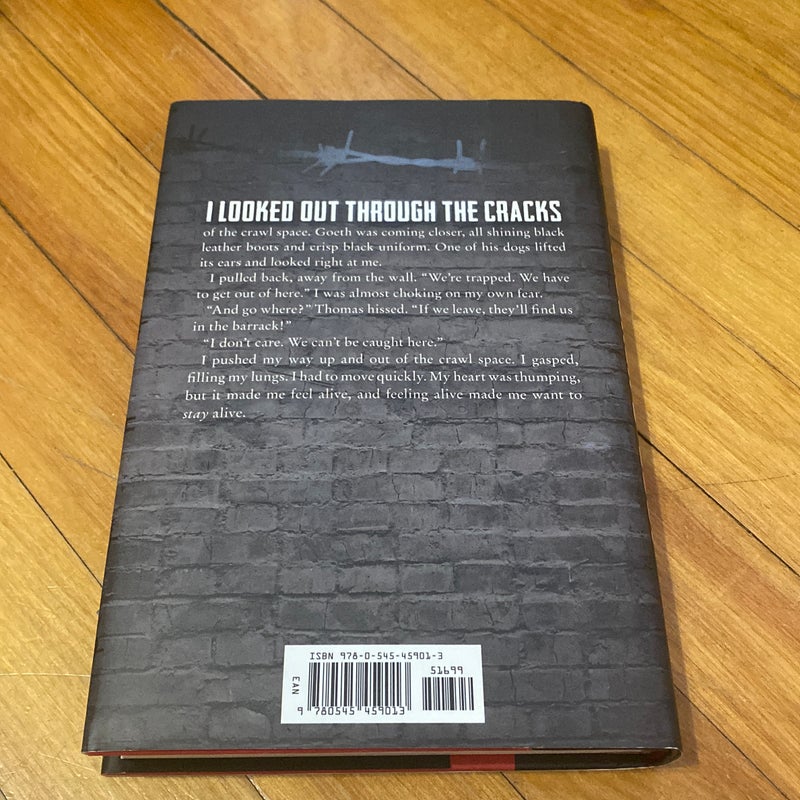 I LOOKED OUT THROUGH THE CRACKS
of the crawl space. Goeth was coming closer, all shining black
leather boots and crisp black uniform. One of his dogs lifted
its ears and looked right at me.
I pulled back, away from the wall. “We’re trapped. We have
to get out of here.” I was almost choking on my own fear.
“And go where?” Thomas hissed. “If we leave, they’ll find us
in the barrack!”
“I don’t care. We can’t be caught here.”
I pushed my way up and out of the crawl space. I gasped,
filling my lungs. I had to move quickly. My heart was thumping,
but it made me feel alive, and feeling alive made me want to
stay alive.
ISBN 978-0-545-45901-3
51699
EAN
9 780545 459013